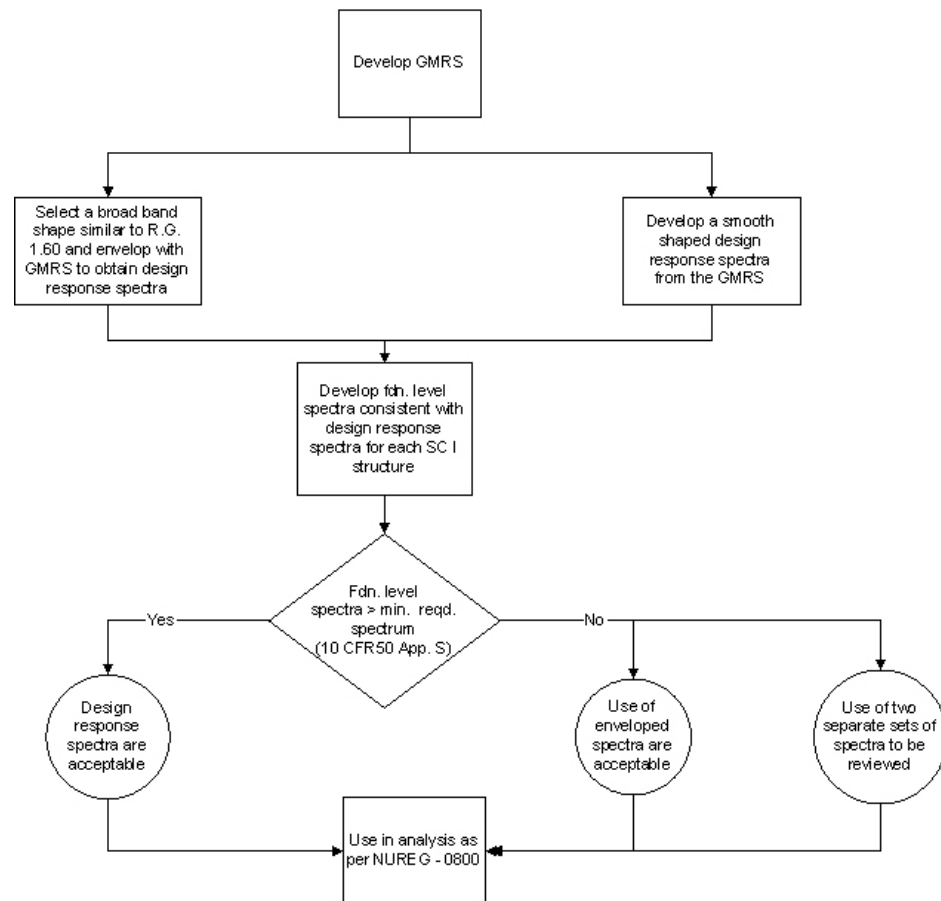 Develop GMRS
Select a broad band
shape similar to R.G.
1.60 and envelop with
GMRS to obtain design
response spectra
Develop a smooth
shaped design
response spectra
from the GMRS
Develop fdn. level
spectra consistent with
design response
spectra for each SC I
structure
Fdn. level
spectra > min. reqd.
spectrum
(10 CFR50 App. S)
Yes
No
Design
response
spectra are
acceptable
Use of
enveloped
spectra are
acceptable
Use of two
separate sets of
spectra to be
reviewed
Use in analysis as
per NUREG - 0800